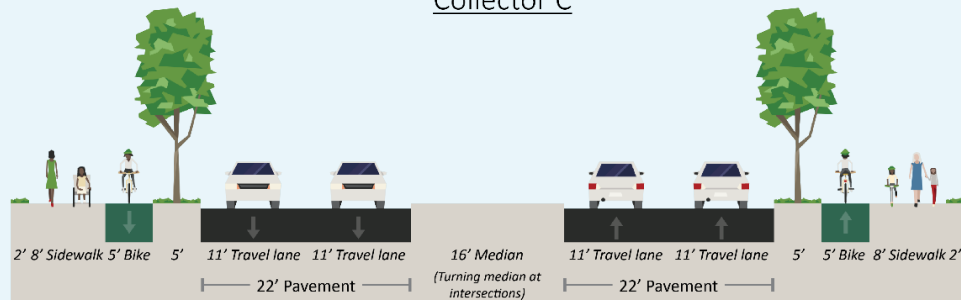 Collector C
2’ 8’ Sidewalk 5’ Bike 5’ 11’ Travel lane 11’ Travel lane 16’ Median 11’ Travel lane 11’ Travel lane 5’ 5’ Bike 8’ Sidewalk 2’
(Turning median at
22’ Pavement 22’ Pavement
intersections)